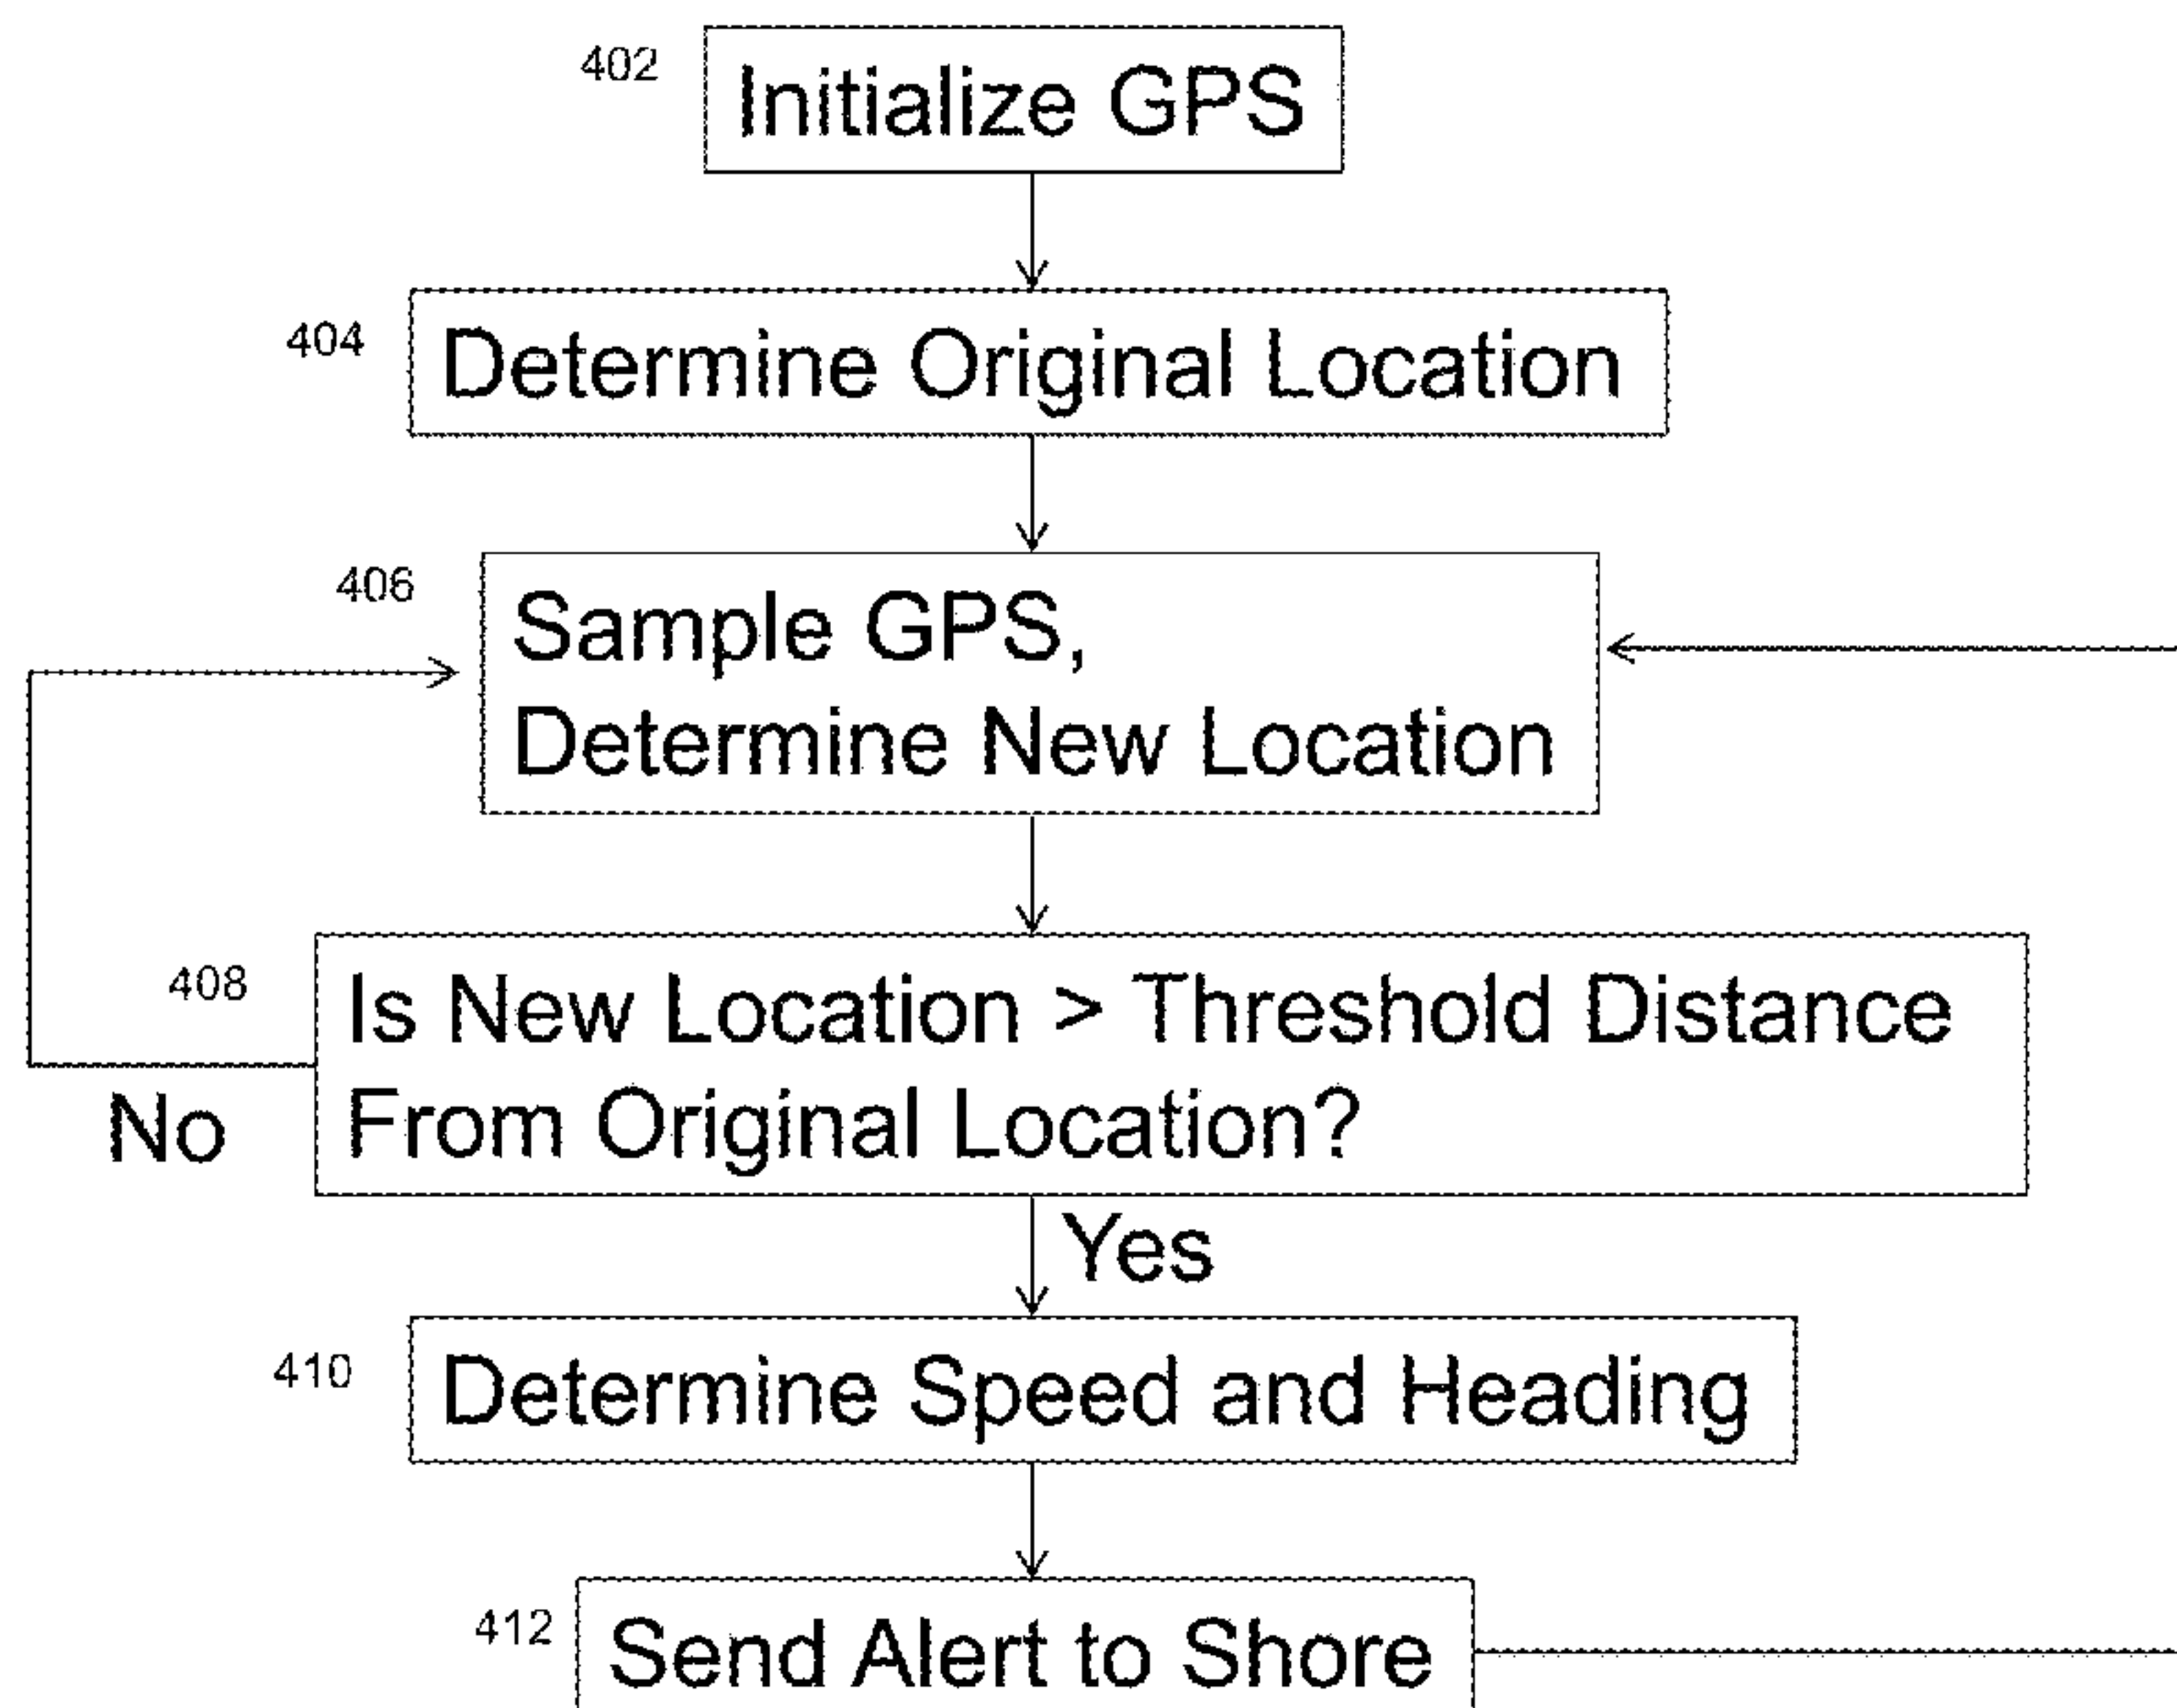 402
Initialize GPS
404
Determine Original Location
406
Sample GPS,
Determine New Location
408
Is New Location > Threshold Distance
From Original Location?
No
Yes
410
Determine Speed and Heading
412
Send Alert to Shore